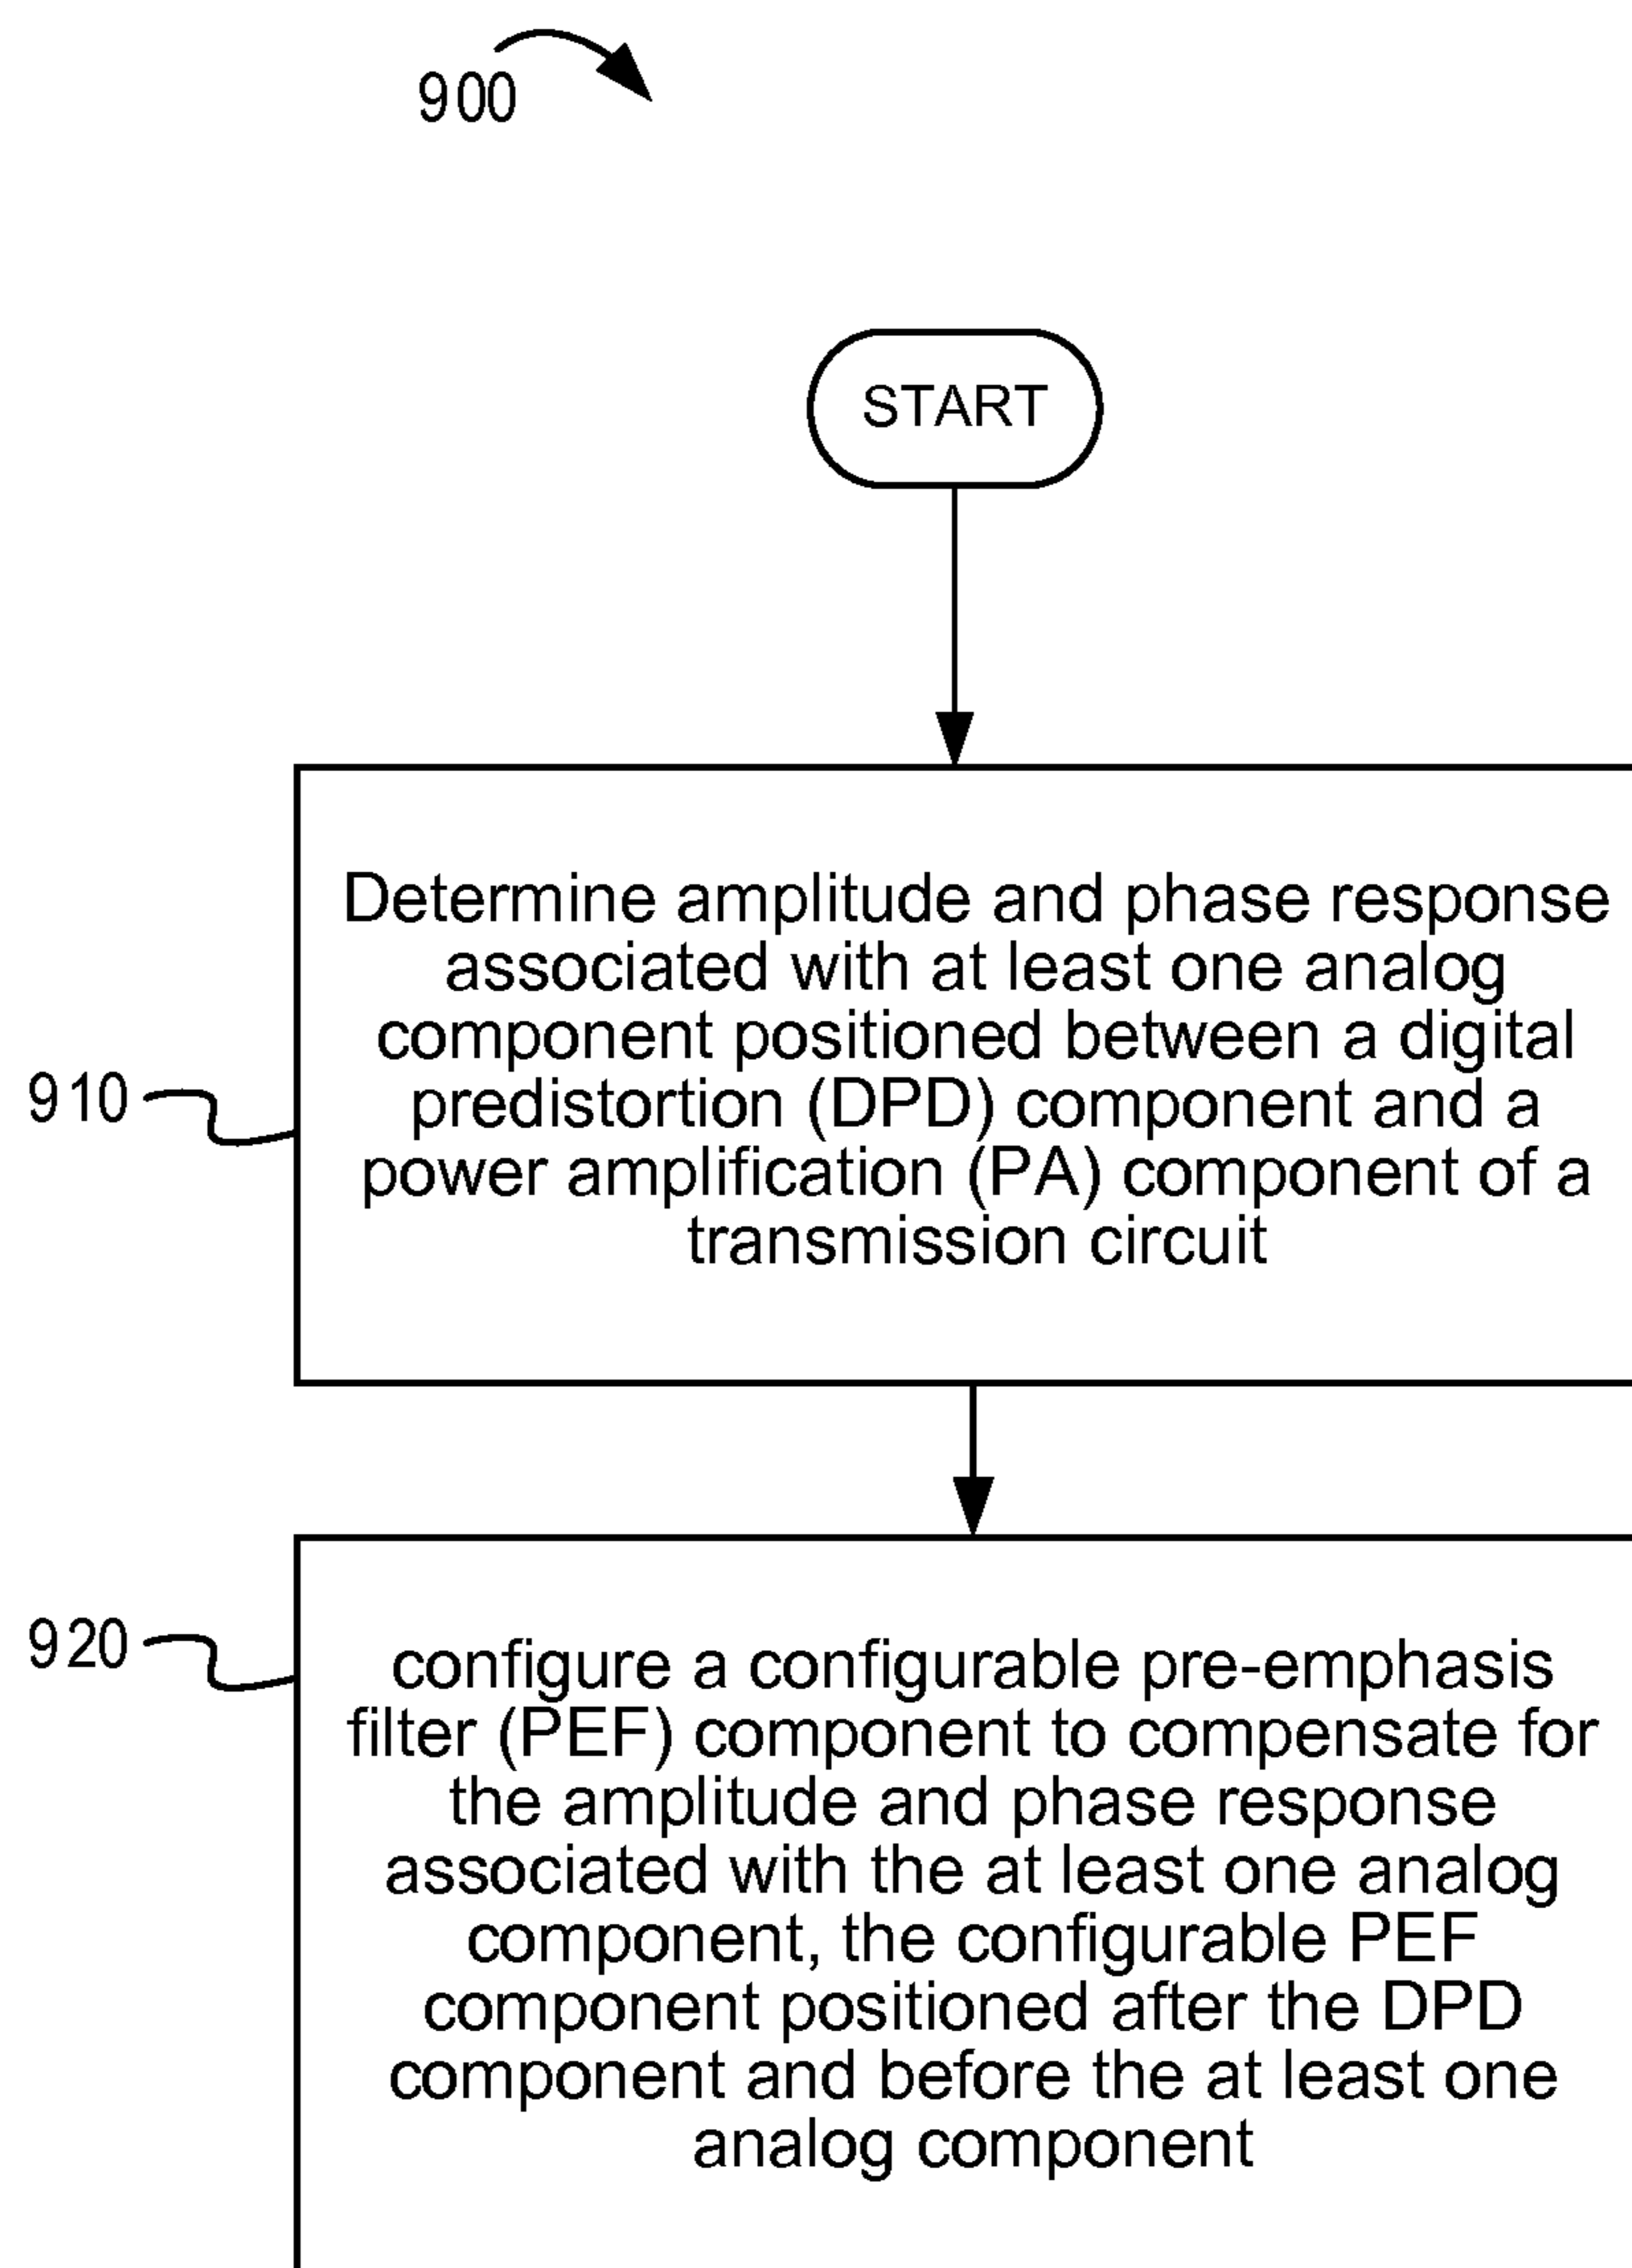 900
START
Determine amplitude and phase response
associated with at least one analog
component positioned between a digital
predistortion (DPD) component and a
power amplification (PA) component of a
transmission circuit
910
920
configure a configurable pre-emphasis
filter (PEF) component to compensate for
the amplitude and phase response
associated with the at least one analog
component, the configurable PEF
component positioned after the DPD
component and before the at least one
analog component